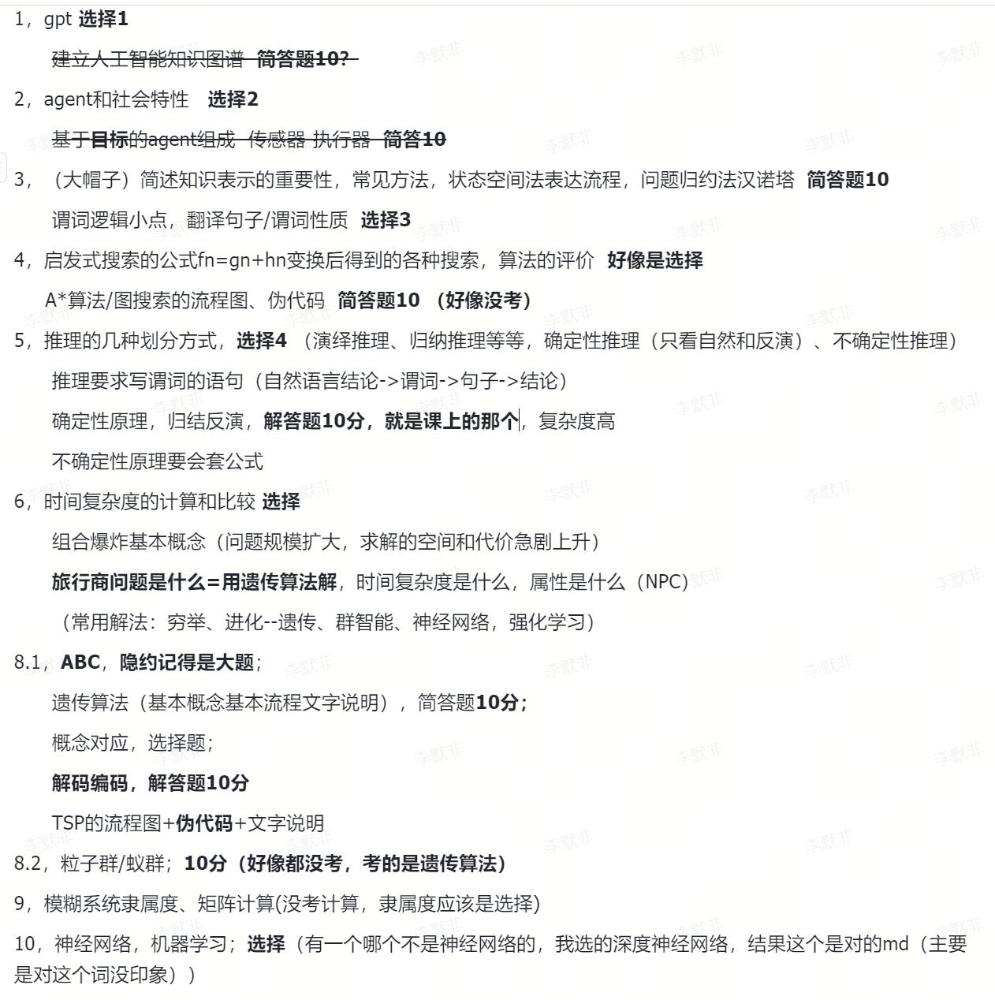 1，gpt 选择1
建立人工智能知识图谱 简答题10？
2，agent和社会特性 选择2
基于目标的agent组成 传感器 执行器 简答10
3，（大帽子）简述知识表示的重要性，常见方法，状态空间法表达流程，问题归约法汉诺塔 简答题10
谓词逻辑小点，翻译句子/谓词性质 选择3
4，启发式搜索的公式fn=gn+hn变换后得到的各种搜索，算法的评价 好像是选择
A*算法/图搜索的流程图、伪代码 简答题10 （好像没考）
5，推理的几种划分方式，选择4 （演绎推理、归纳推理等等，确定性推理（只看自然和反演）、不确定性推理）
推理要求写谓词的语句（自然语言结论->谓词->句子->结论）
确定性原理，归结反演，解答题10分，就是课上的那个，复杂度高
不确定性原理要会套公式
6，时间复杂度的计算和比较 选择
组合爆炸基本概念（问题规模扩大，求解的空间和代价急剧上升）
旅行商问题是什么=用遗传算法解，时间复杂度是什么，属性是什么（NPC）
（常用解法：穷举、进化--遗传、群智能、神经网络，强化学习）
8.1，ABC，隐约记得是大题；
遗传算法（基本概念基本流程文字说明），简答题10分；
概念对应，选择题；
解码编码，解答题10分
TSP的流程图+伪代码+文字说明
8.2，粒子群/蚁群；10分（好像都没考，考的是遗传算法）
9，模糊系统隶属度、矩阵计算(没考计算，隶属度应该是选择)
10，神经网络，机器学习；选择（有一个哪个不是神经网络的，我选的深度神经网络，结果这个是对的md（主要
是对这个词没印象））
李默非